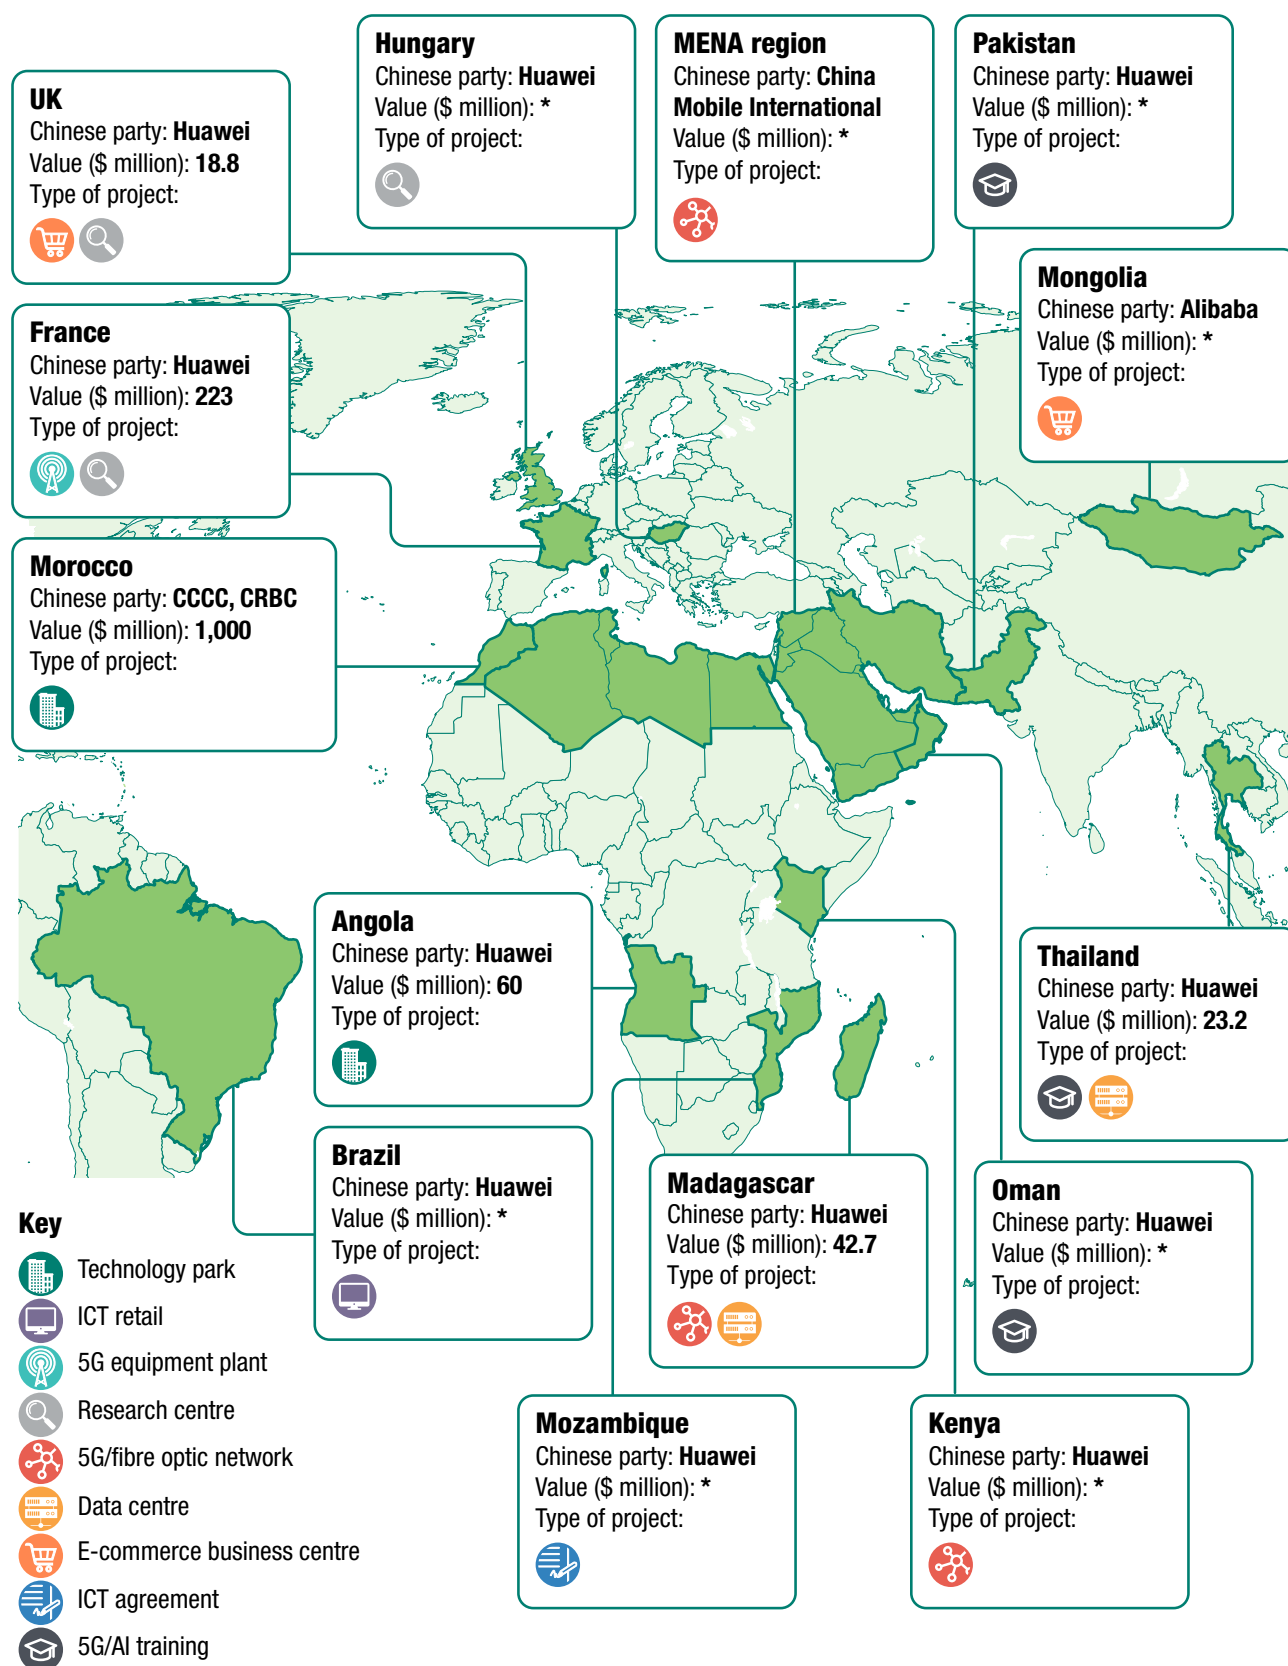 Hungary
Chinese party: Huawei
Value ($ million): *
Type of project:
MENA region
Chinese party: China
Mobile International
Value ($ million): *
Type of project:
Pakistan
Chinese party: Huawei
Value ($ million): *
Type of project:
UK
Chinese party: Huawei
Value ($ million): 18.8
Type of project:
Mongolia
Chinese party: Alibaba
Value ($ million): *
Type of project:
France
Chinese party: Huawei
Value ($ million): 223
Type of project:
Morocco
Chinese party: CCCC, CRBC
Value ($ million): 1,000
Type of project:
Angola
Chinese party: Huawei
Value ($ million): 60
Type of project:
Thailand
Chinese party: Huawei
Value ($ million): 23.2
Type of project:
Brazil
Chinese party: Huawei
Value ($ million): *
Type of project:
Madagascar
Chinese party: Huawei
Value ($ million): 42.7
Type of project:
Oman
Chinese party: Huawei
Value ($ million): *
Type of project:
Mozambique
Chinese party: Huawei
Value ($ million): *
Type of project:
Kenya
Chinese party: Huawei
Value ($ million): *
Type of project:
Key
Technology park
ICT retail
5G equipment plant
Research centre
5G/fibre optic network
Data centre
E-commerce business centre
ICT agreement
5G/AI training